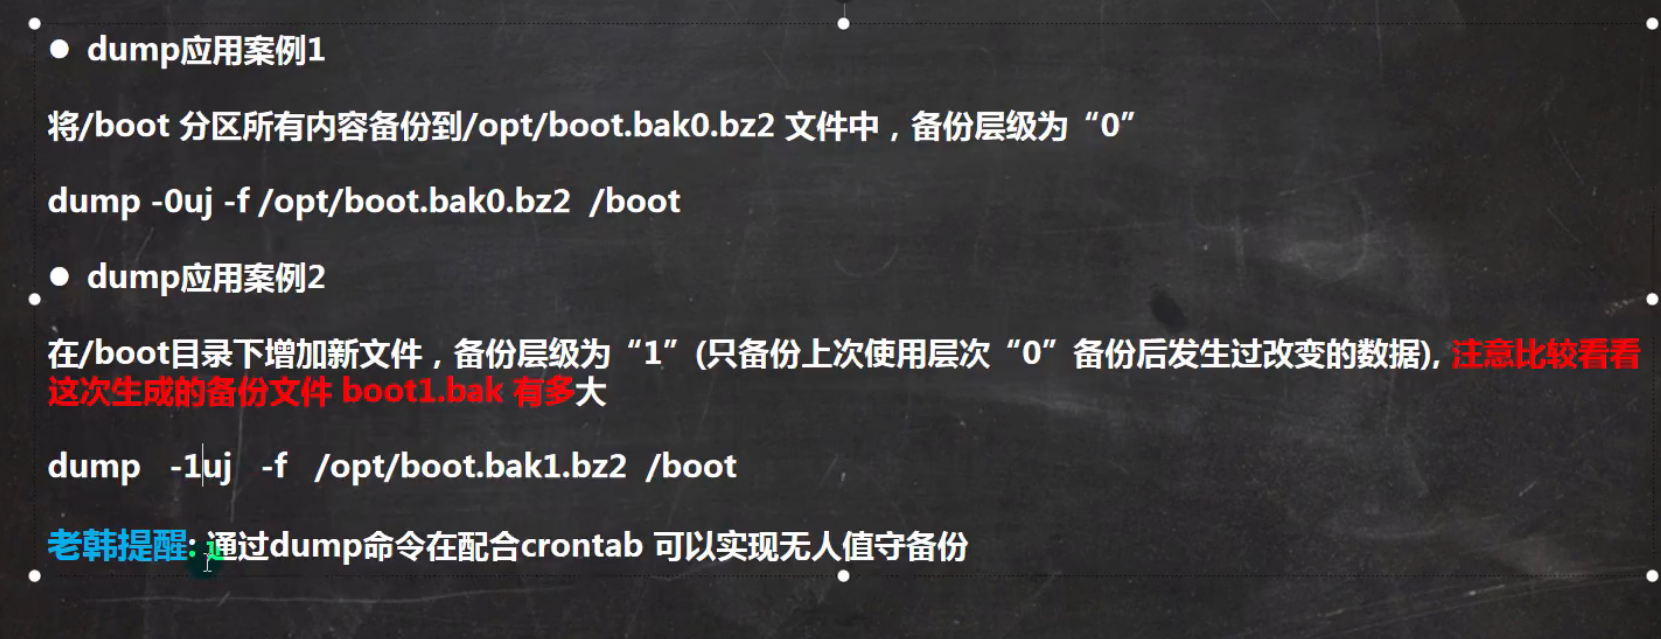 ● dump应用案例1
将/boot 分区所有内容备份到/opt/boot.bak0.bz2 文件中，备份层级为“0”
dump -0uj -f /opt/boot.bak0.bz2  /boot
● dump应用案例2
在/boot目录下增加新文件，备份层级为“1”(只备份上次使用层次“0”备份后发生过改变的数据), 注意比较看看
这次生成的备份文件 boot1.bak 有多大
dump   -1uj   -f   /opt/boot.bak1.bz2  /boot
老韩提醒: 通过dump命令在配合crontab 可以实现无人值守备份